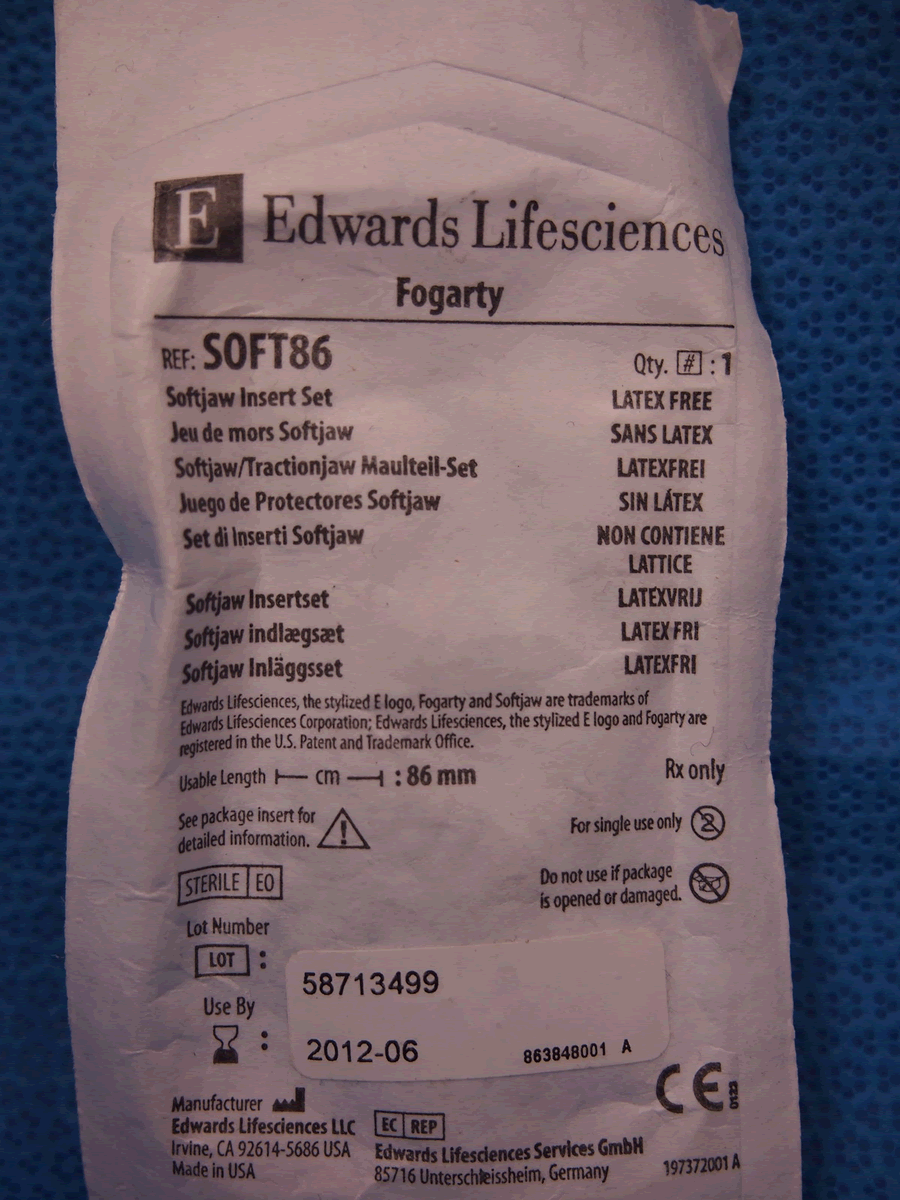 E Edwards Lifesciences
Fogarty
REF: SOFT86 Qty. # : 1
Softjaw Insert Set LATEX FREE
Jeu de mors Softjaw SANS LATEX
Softjaw/Tractionjaw Maulteil-Set LATEXFREI
Juego de Protectores Softjaw SIN LÁTEX
Set di Inserti Softjaw NON CONTIENE
LATTICE
Softjaw Insertset LATEXVRIJ
Softjaw indlægsæt LATEX FRI
Softjaw Inläggsset LATEXFRI
Edwards Lifesciences, the stylized E logo, Fogarty and Softjaw are trademarks of
Edwards Lifesciences Corporation; Edwards Lifesciences, the stylized E logo and Fogarty are
registered in the U.S. Patent and Trademark Office.
Usable Length cm : 86 mm Rx only
See package insert for
detailed information.
For single use only 2
STERILE EO
Do not use if package
is opened or damaged.
Lot Number
LOT : 58713499
Use By
: 2012-06 863848001 A
CE 0123
Manufacturer
Edwards Lifesciences LLC
Irvine, CA 92614-5686 USA
Made in USA
EC REP
Edwards Lifesciences Services GmbH
85716 Unterschleissheim, Germany
197372001 A